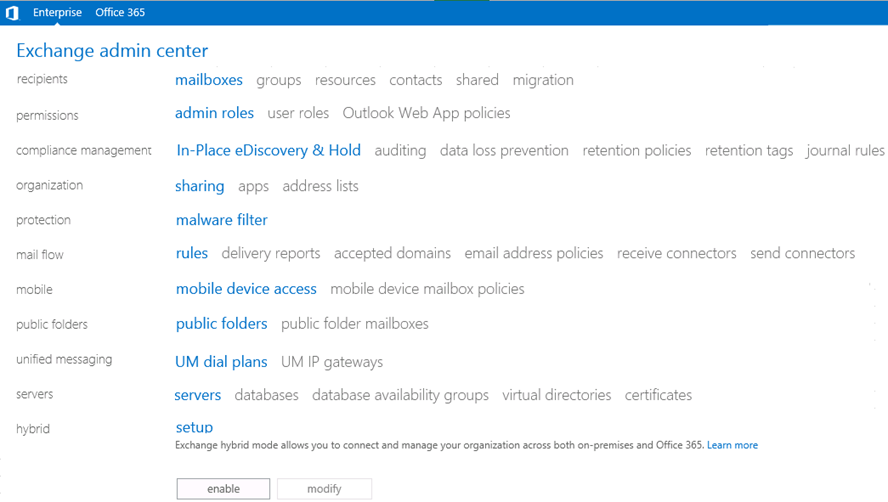 Enterprise Office 365
Exchange admin center
recipients mailboxes groups resources contacts shared migration
permissions admin roles user roles Outlook Web App policies
compliance management In-Place eDiscovery & Hold auditing data loss prevention retention policies retention tags journal rules
organization sharing apps address lists
protection malware filter
mail flow rules delivery reports accepted domains email address policies receive connectors send connectors
mobile mobile device access mobile device mailbox policies
public folders public folders public folder mailboxes
unified messaging UM dial plans UM IP gateways
servers servers databases database availability groups virtual directories certificates
hybrid setup
Exchange hybrid mode allows you to connect and manage your organization across both on-premises and Office 365. Learn more
enable modify